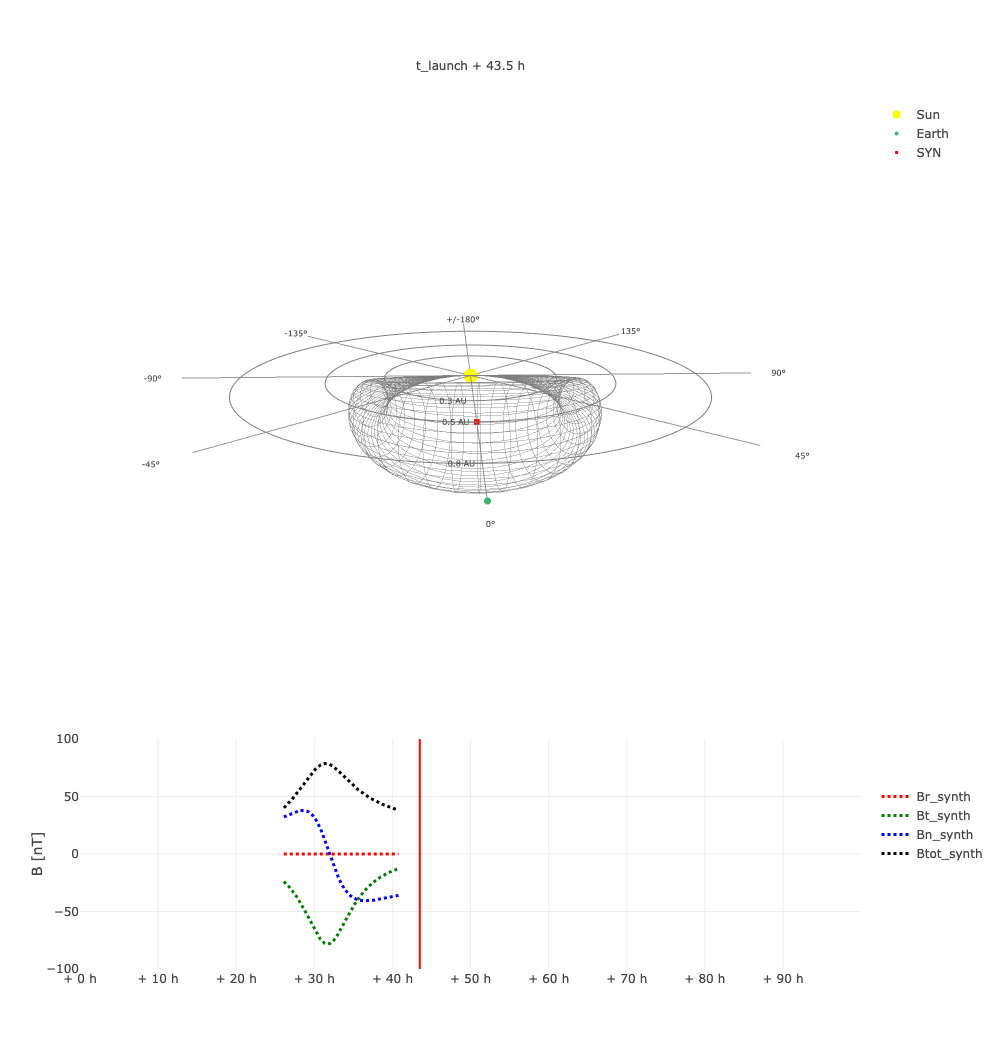 t_launch + 43.5 h
Sun
Earth
SYN
+/-180°
-135°
135°
-90°
90°
0.3 AU
0.5 AU
0.8 AU
-45°
45°
0°
100
50
0
−50
−100
B [nT]
+ 0 h
+ 10 h
+ 20 h
+ 30 h
+ 40 h
+ 50 h
+ 60 h
+ 70 h
+ 80 h
+ 90 h
Br_synth
Bt_synth
Bn_synth
Btot_synth